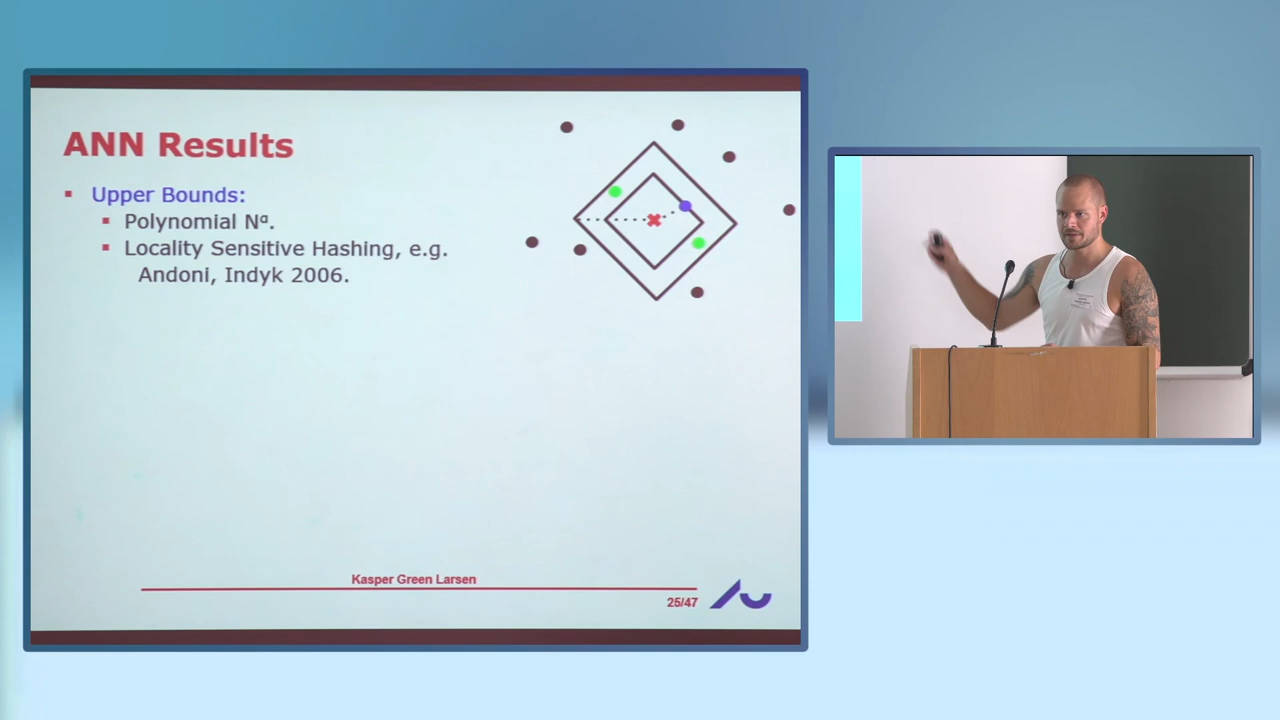 ANN Results
Upper Bounds:
Polynomial Nᵅ.
Locality Sensitive Hashing, e.g.
Andoni, Indyk 2006.
Kasper Green Larsen
25/47